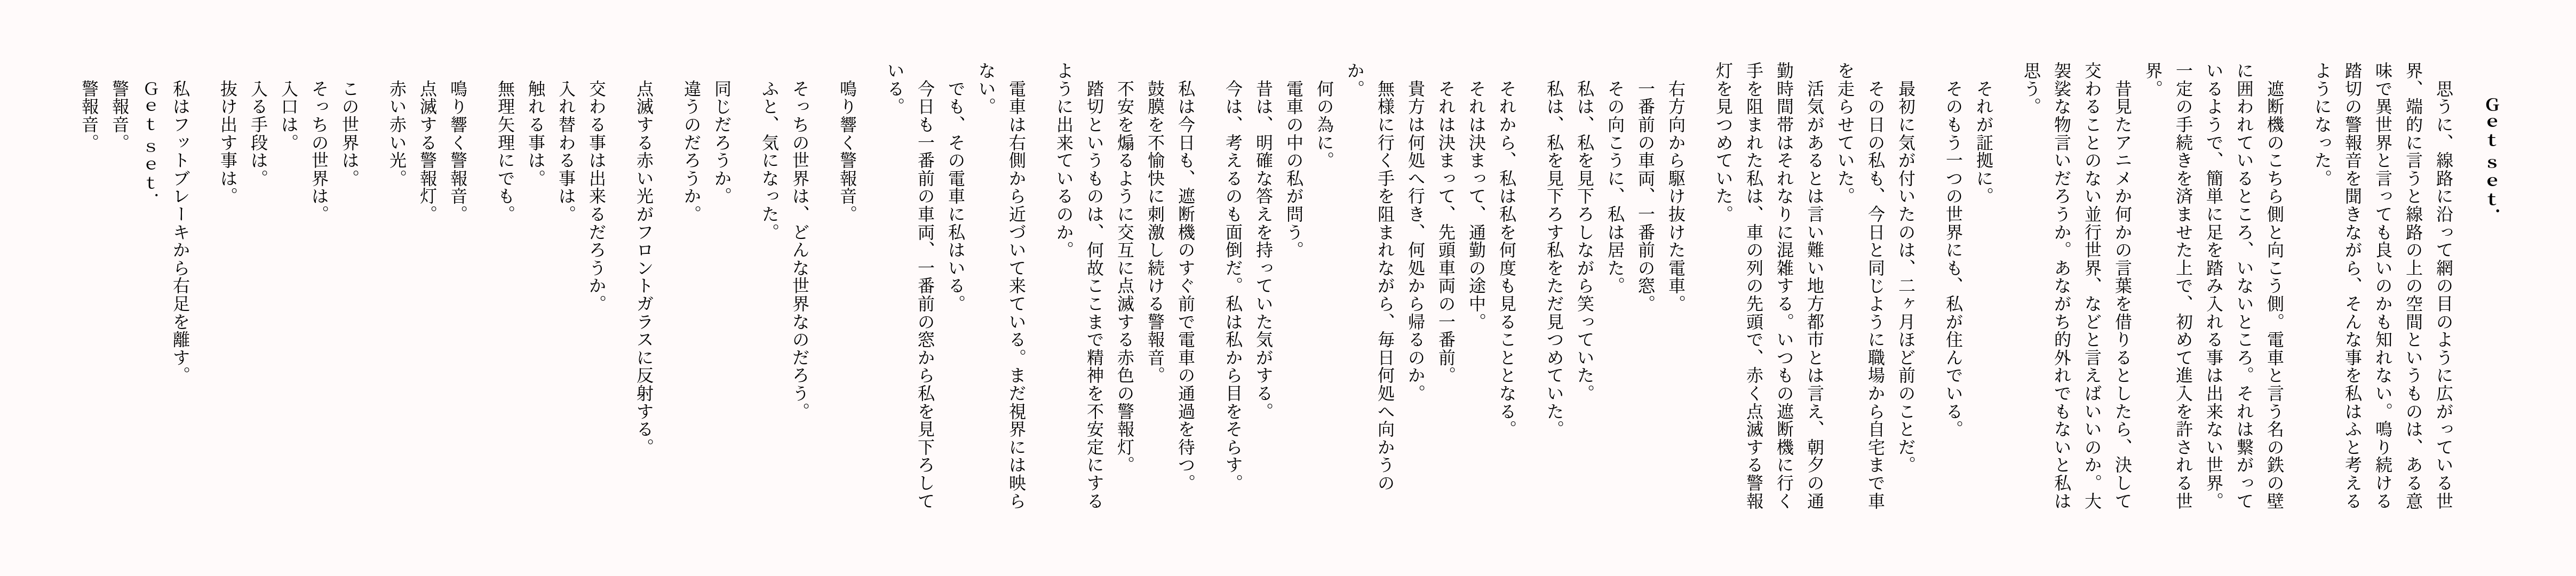 Get set.
思うに、線路に沿って網の目のように広がっている世
界、端的に言うと線路の上の空間というものは、ある意
味で異世界と言っても良いのかも知れない。鳴り続ける
踏切の警報音を聞きながら、そんな事を私はふと考える
ようになった。
遮断機のこちら側と向こう側。電車と言う名の鉄の壁
に囲われているところ、いないところ。それは繋がって
いるようで、簡単に足を踏み入れる事は出来ない世界。
一定の手続きを済ませた上で、初めて進入を許される世
界。
昔見たアニメか何かの言葉を借りるとしたら、決して
交わることのない並行世界、などと言えばいいのか。大
袈裟な物言いだろうか。あながち的外れでもないと私は
思う。
それが証拠に。
そのもう一つの世界にも、私が住んでいる。
最初に気が付いたのは、二ヶ月ほど前のことだ。
その日の私も、今日と同じように職場から自宅まで車
を走らせていた。
活気があるとは言い難い地方都市とは言え、朝夕の通
勤時間帯はそれなりに混雑する。いつもの遮断機に行く
手を阻まれた私は、車の列の先頭で、赤く点滅する警報
灯を見つめていた。
右方向から駆け抜けた電車。
一番前の車両、一番前の窓。
その向こうに、私は居た。
私は、私を見下ろしながら笑っていた。
私は、私を見下ろす私をただ見つめていた。
それから、私は私を何度も見ることとなる。
それは決まって、通勤の途中。
それは決まって、先頭車両の一番前。
貴方は何処へ行き、何処から帰るのか。
無様に行く手を阻まれながら、毎日何処へ向かうの
か。
何の為に。
電車の中の私が問う。
昔は、明確な答えを持っていた気がする。
今は、考えるのも面倒だ。私は私から目をそらす。
私は今日も、遮断機のすぐ前で電車の通過を待つ。
鼓膜を不愉快に刺激し続ける警報音。
不安を煽るように交互に点滅する赤色の警報灯。
踏切というものは、何故ここまで精神を不安定にする
ように出来ているのか。
電車は右側から近づいて来ている。まだ視界には映ら
ない。
でも、その電車に私はいる。
今日も一番前の車両、一番前の窓から私を見下ろして
いる。
鳴り響く警報音。
そっちの世界は、どんな世界なのだろう。
ふと、気になった。
同じだろうか。
違うのだろうか。
点滅する赤い光がフロントガラスに反射する。
交わる事は出来るだろうか。
入れ替わる事は。
触れる事は。
無理矢理にでも。
鳴り響く警報音。
点滅する警報灯。
赤い赤い光。
この世界は。
そっちの世界は。
入口は。
入る手段は。
抜け出す事は。
私はフットブレーキから右足を離す。
Get set.
警報音。
警報音。